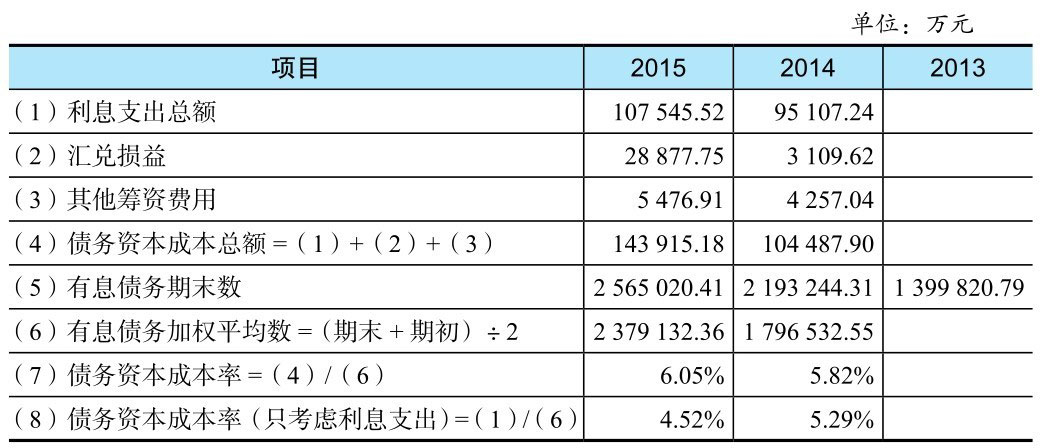 单位：万元
项目 2015 2014 2013
（1）利息支出总额 107 545.52 95 107.24
（2）汇兑损益 28 877.75 3 109.62
（3）其他筹资费用 5 476.91 4 257.04
（4）债务资本成本总额=（1）+（2）+（3） 143 915.18 104 487.90
（5）有息债务期末数 2 565 020.41 2 193 244.31 1 399 820.79
（6）有息债务加权平均数=（期末+期初）÷2 2 379 132.36 1 796 532.55
（7）债务资本成本率=（4）/（6） 6.05% 5.82%
（8）债务资本成本率（只考虑利息支出）=（1）/（6） 4.52% 5.29%